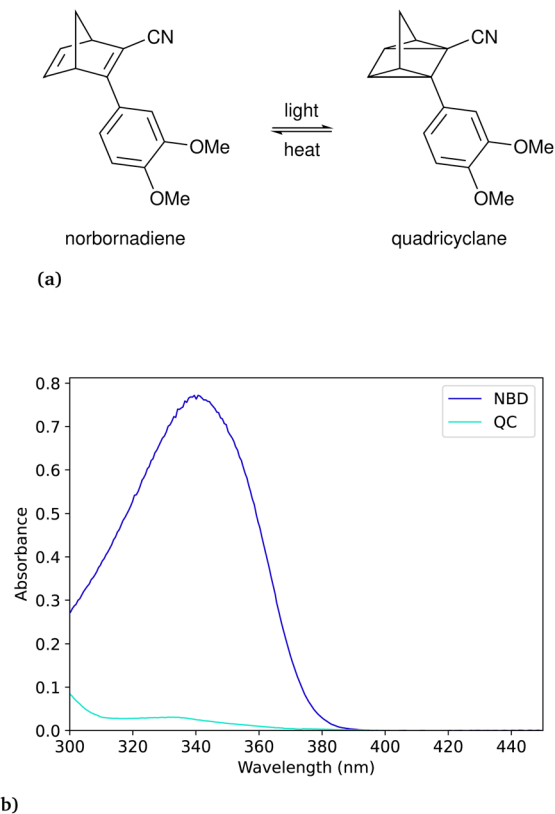 CN
CN
light
heat
OMe
OMe
OMe
OMe
norbornadiene
quadricyclane
(a)
0.8
0.7
0.6
0.5
0.4
0.3
0.2
0.1
0.0
Absorbance
NBD
QC
300 320 340 360 380 400 420 440
Wavelength (nm)
b)